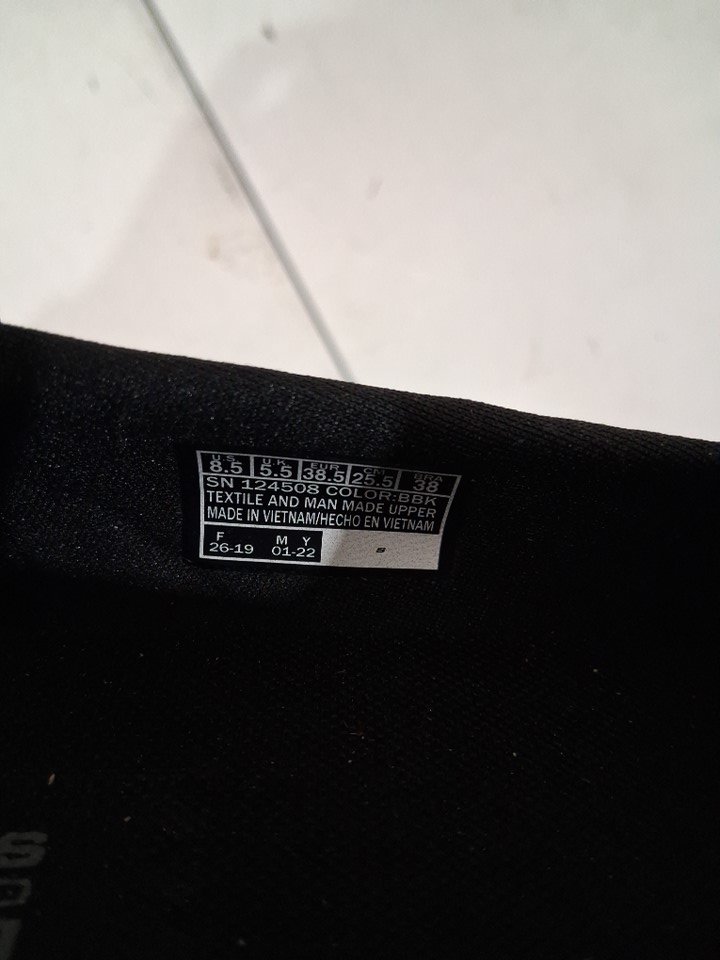 U.S. U.K. EUR CM
8.5 5.5 38.5 25.5 38
SN 124508 COLOR:BBK
TEXTILE AND MAN MADE UPPER
MADE IN VIETNAM/HECHO EN VIETNAM
F M Y
26-19 01-22